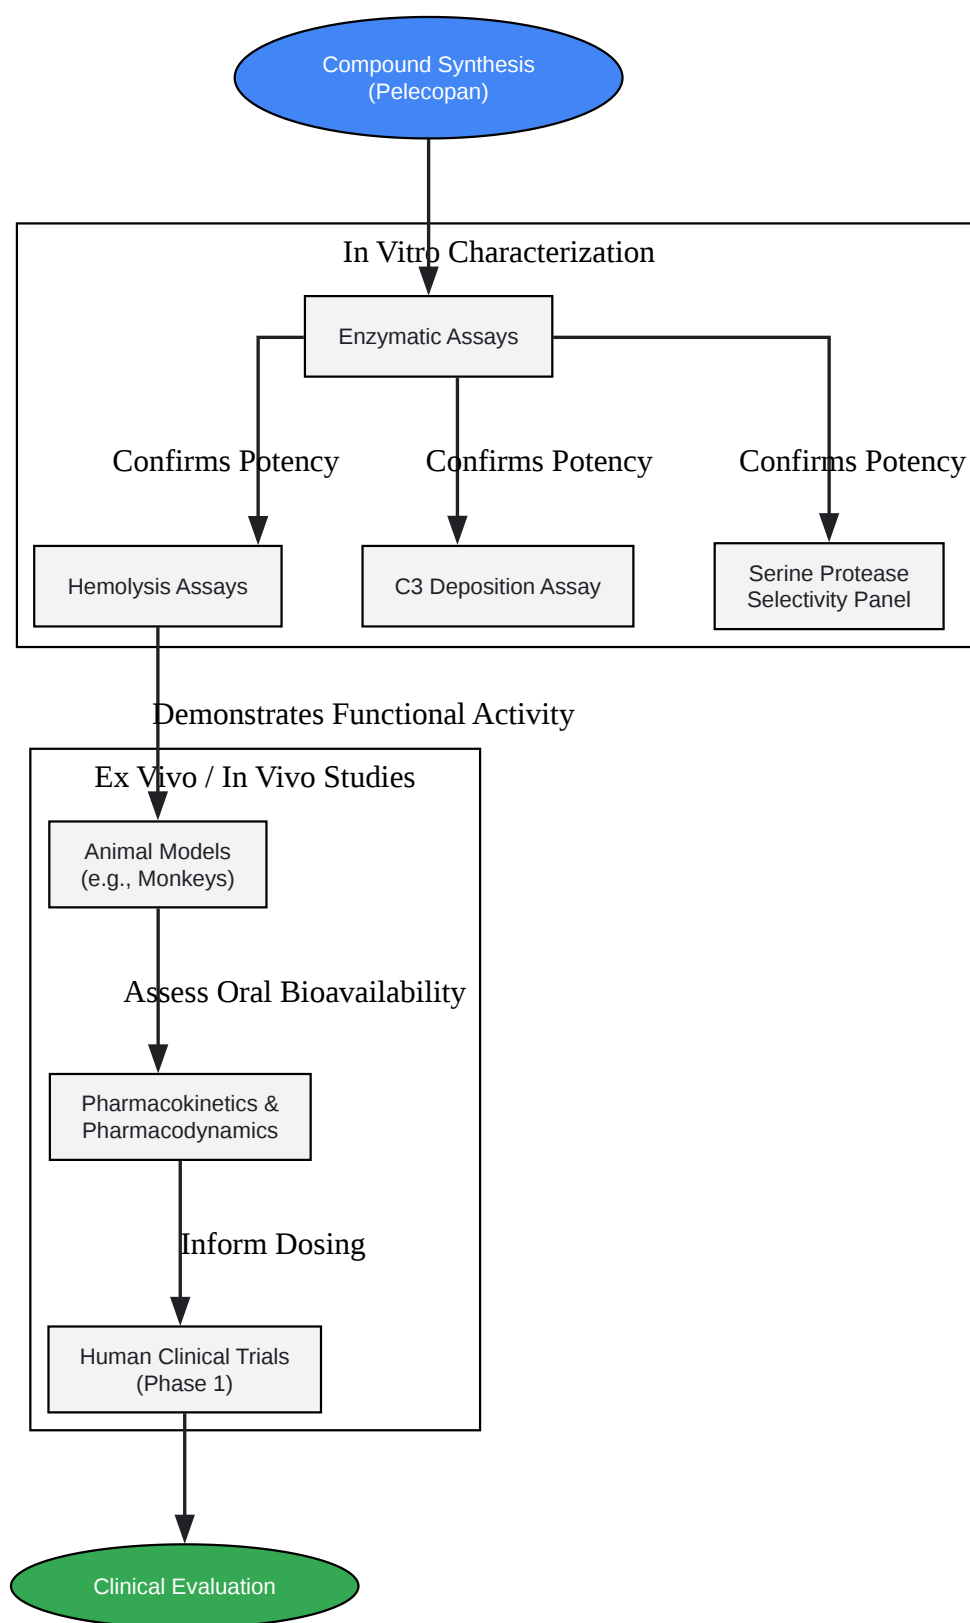 Compound Synthesis
(Pelecopan)
In Vitro Characterization
Enzymatic Assays
Confirms Potency
Confirms Potency
Confirms Potency
Hemolysis Assays
C3 Deposition Assay
Serine Protease
Selectivity Panel
Demonstrates Functional Activity
Ex Vivo / In Vivo Studies
Animal Models
(e.g., Monkeys)
Assess Oral Bioavailability
Pharmacokinetics &
Pharmacodynamics
Inform Dosing
Human Clinical Trials
(Phase 1)
Clinical Evaluation